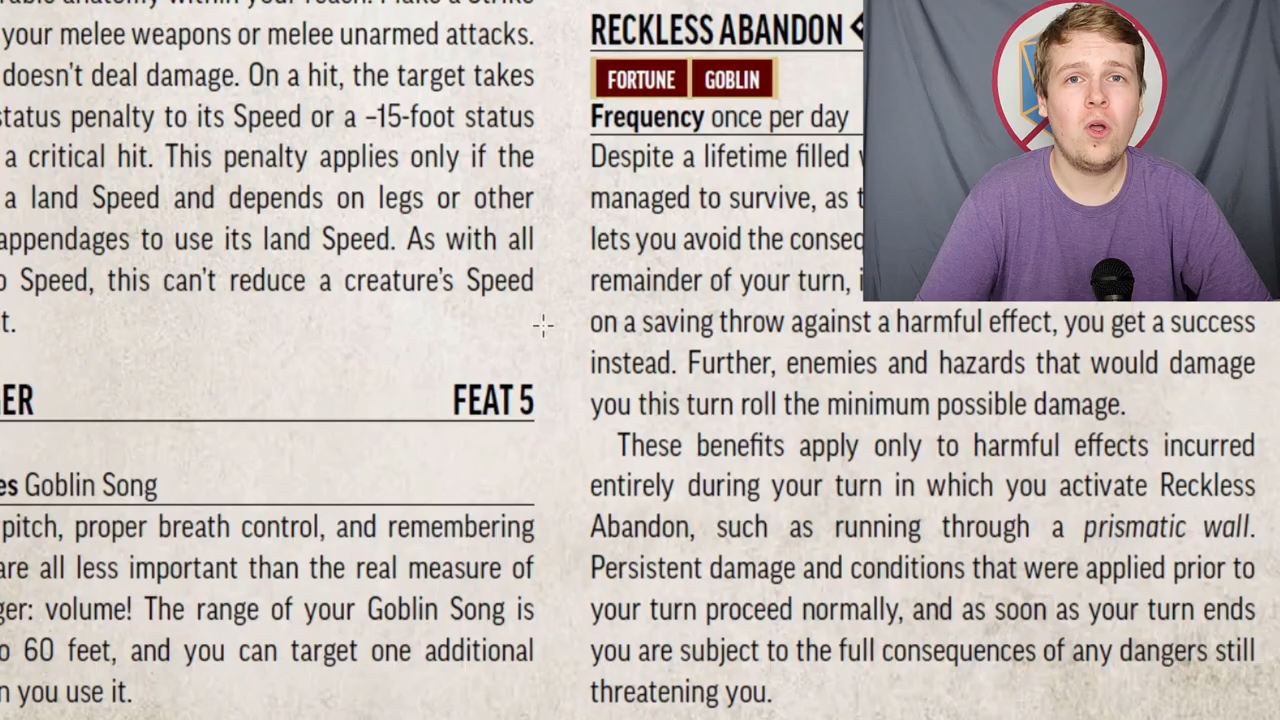 your melee weapons or melee unarmed attacks.
doesn't deal damage. On a hit, the target takes
status penalty to its Speed or a –15-foot status
a critical hit. This penalty applies only if the
a land Speed and depends on legs or other
appendages to use its land Speed. As with all
Speed, this can't reduce a creature's Speed
FEAT 5
Goblin Song
pitch, proper breath control, and remembering
are all less important than the real measure of
volume! The range of your Goblin Song is
60 feet, and you can target one additional
you use it.
RECKLESS ABANDON
FORTUNE GOBLIN
Frequency once per day
Despite a lifetime filled
managed to survive, as
lets you avoid the
remainder of your turn,
on a saving throw against a harmful effect, you get a success
instead. Further, enemies and hazards that would damage
you this turn roll the minimum possible damage.
These benefits apply only to harmful effects incurred
entirely during your turn in which you activate Reckless
Abandon, such as running through a prismatic wall.
Persistent damage and conditions that were applied prior to
your turn proceed normally, and as soon as your turn ends
you are subject to the full consequences of any dangers still
threatening you.